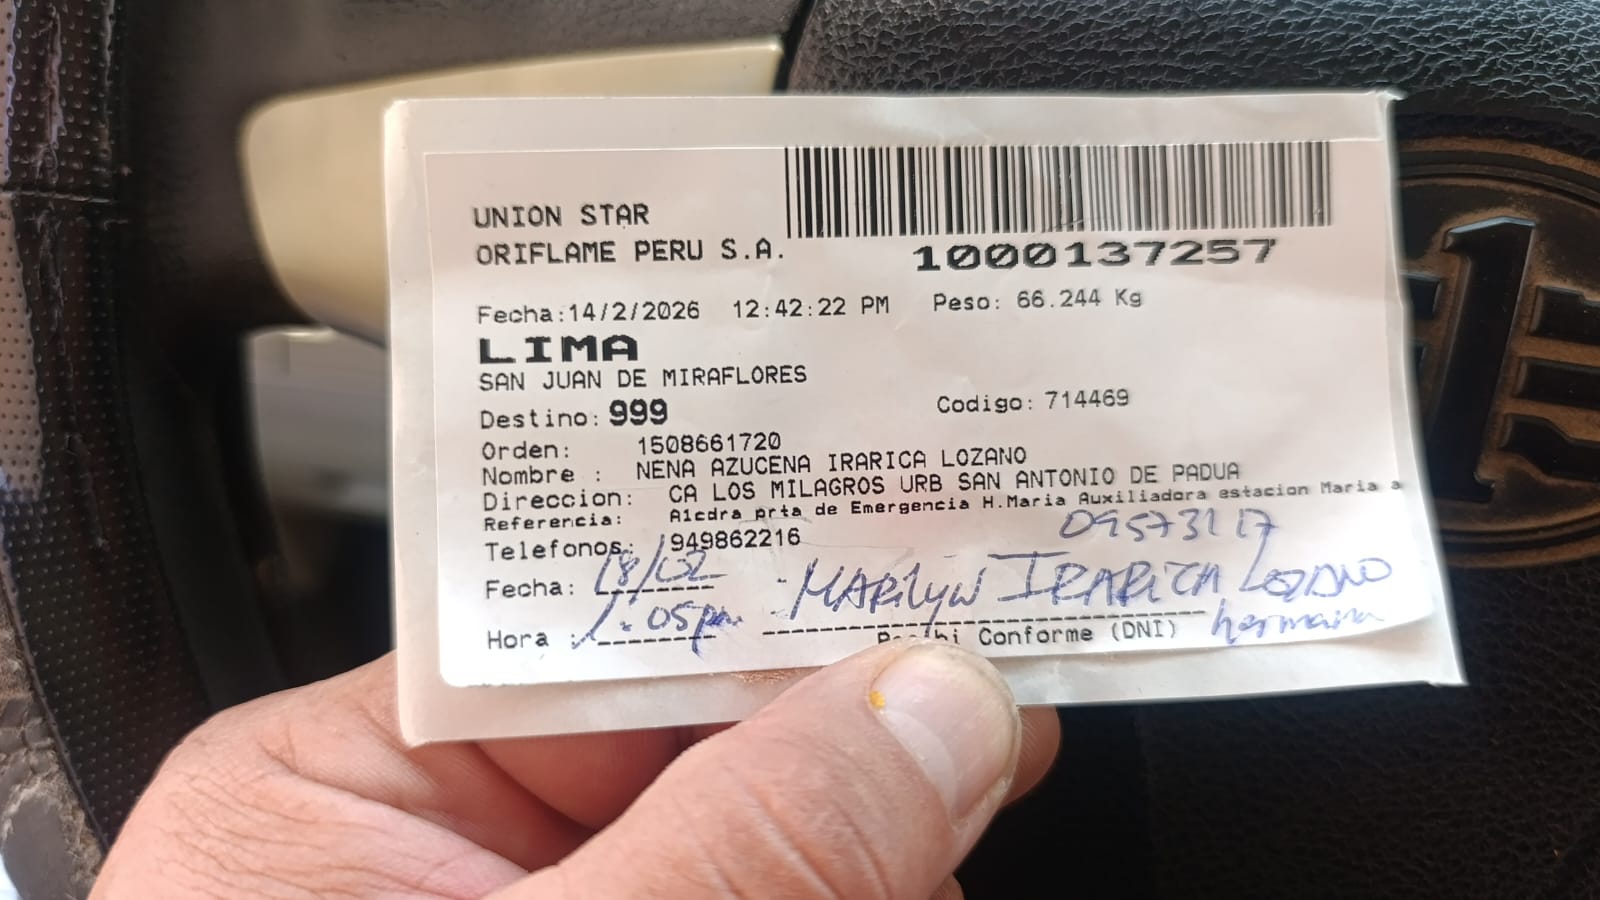 UNION STAR
ORIFLAME PERU S.A.
1000137257
Fecha:14/2/2026 12:42:22 PM Peso: 66.244 Kg
LIMA
SAN JUAN DE MIRAFLORES
Destino: 999 Codigo: 714469
Orden: 1508661720
Nombre : NENA AZUCENA IRARICA LOZANO
Direccion: CA LOS MILAGROS URB SAN ANTONIO DE PADUA
Referencia: Alcdra prta de Emergencia H.Maria Auxiliadora estacion Maria a
Telefonos: 949862216
Fecha: 18/02 MARILYN IRARICA LOZANO
Hora : 1:05pm Conforme (DNI) hermana